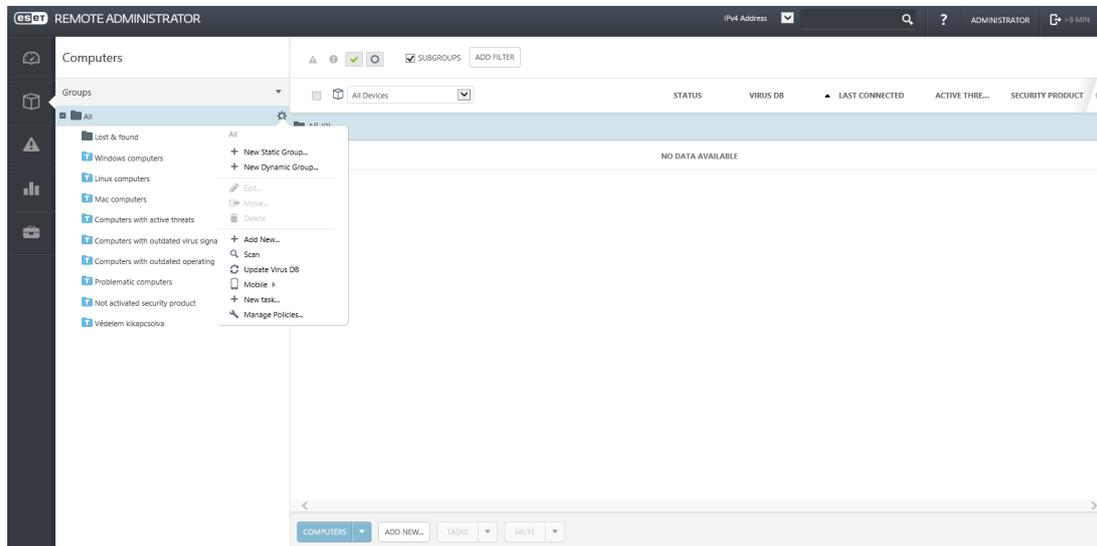 eset REMOTE ADMINISTRATOR
IPv4 Address
?
ADMINISTRATOR
>9 MIN
Computers
SUBGROUPS
ADD FILTER
Groups
All Devices
STATUS
VIRUS DB
LAST CONNECTED
ACTIVE THRE...
SECURITY PRODUCT
All
All (0)
Lost & found
Windows computers
Linux computers
Mac computers
Computers with active threats
Computers with outdated virus signa
Computers with outdated operating
Problematic computers
Not activated security product
Védelem kikapcsolva
All
New Static Group...
New Dynamic Group...
Edit...
Move...
Delete
Add New...
Scan
Update Virus DB
Mobile
New task...
Manage Policies...
NO DATA AVAILABLE
COMPUTERS
ADD NEW...
TASKS
MUTE